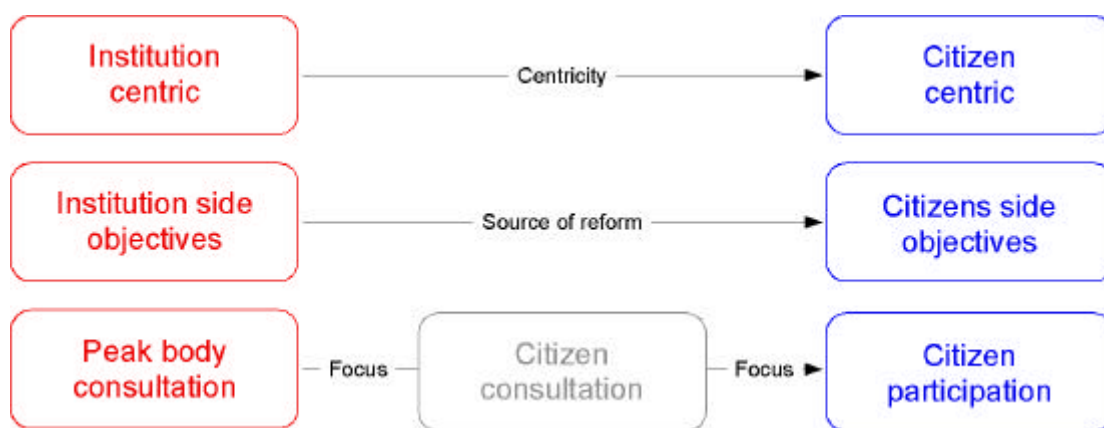 Institution
centric
Centricity
Citizen
centric
Institution side
objectives
Source of reform
Citizens side
objectives
Peak body
consultation
Focus
Citizen
consultation
Focus
Citizen
participation